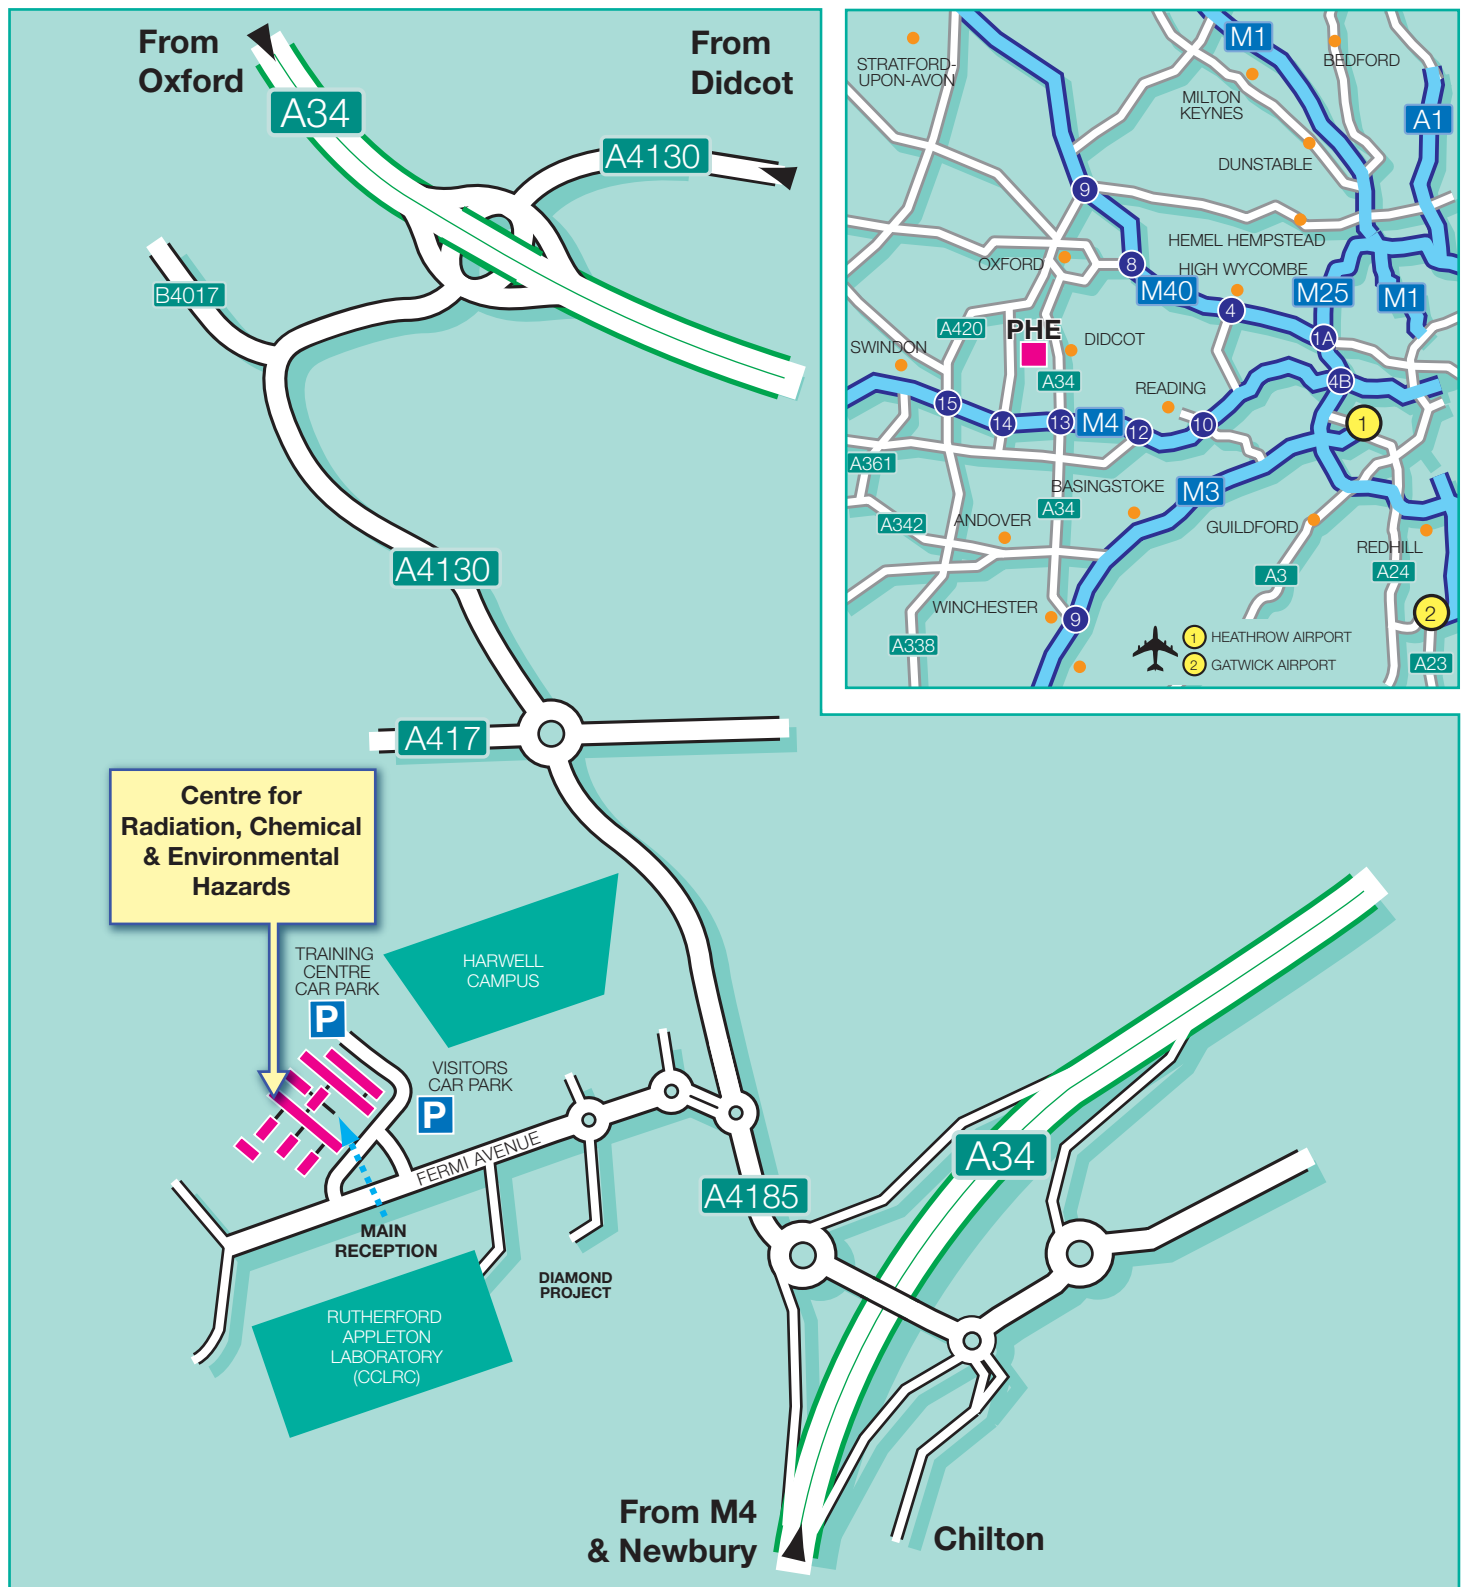 From
Oxford
A34
From
Didcot
A4130
B4017
A4130
A417
Centre for
Radiation, Chemical
& Environmental
Hazards
TRAINING
CENTRE
CAR PARK
P
HARWELL
CAMPUS
VISITORS
CAR PARK
P
FERMI AVENUE
MAIN
RECEPTION
DIAMOND
PROJECT
RUTHERFORD
APPLETON
LABORATORY
(CCLRC)
A4185
A34
From M4
& Newbury
Chilton
STRATFORD-
UPON-AVON
M1
BEDFORD
MILTON
KEYNES
A1
DUNSTABLE
9
HEMEL HEMPSTEAD
OXFORD
8
HIGH WYCOMBE
M40
M25
M1
4
A420
PHE
DIDCOT
1A
SWINDON
A34
READING
4B
15
14
13
M4
12
10
1
A361
BASINGSTOKE
M3
A34
A342
ANDOVER
GUILDFORD
REDHILL
A3
A24
WINCHESTER
9
2
A338
1
HEATHROW AIRPORT
2
GATWICK AIRPORT
A23